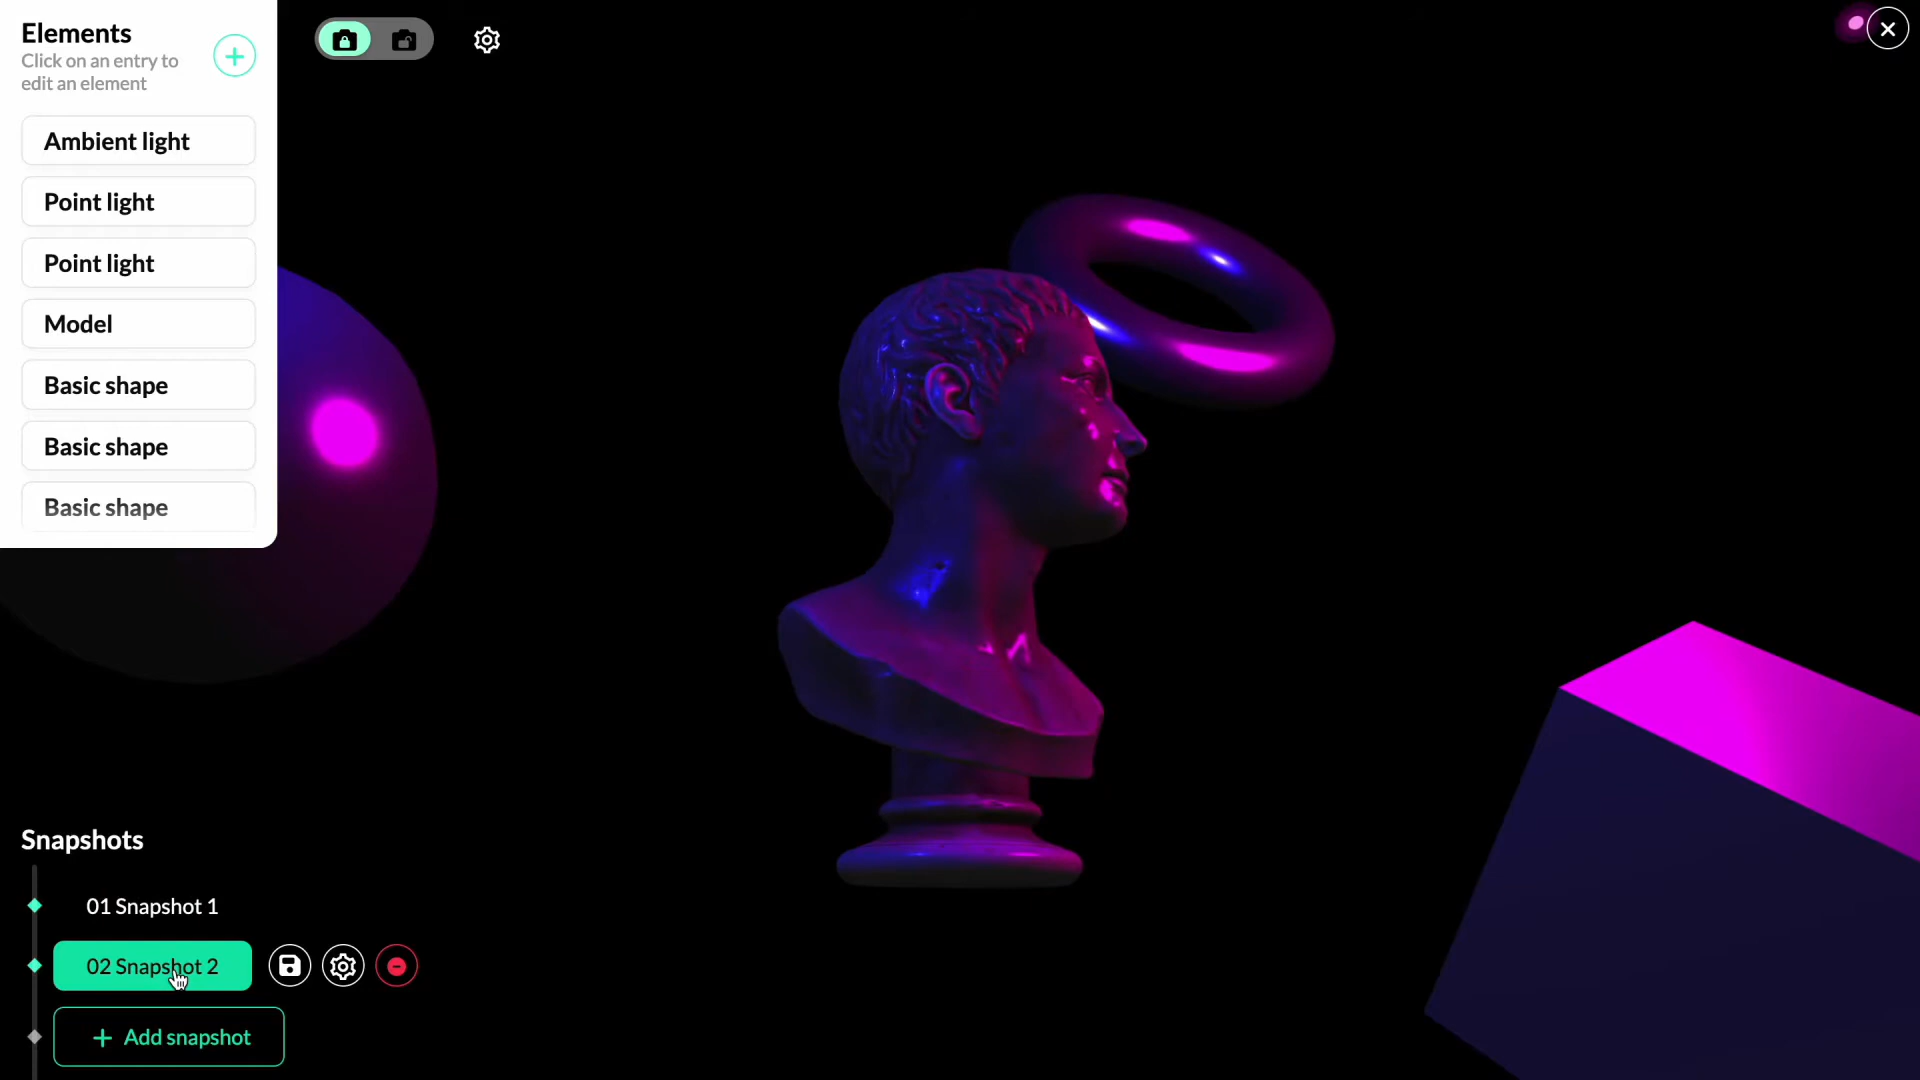 Elements
Click on an entry to
edit an element
Ambient light
Point light
Point light
Model
Basic shape
Basic shape
Basic shape
Snapshots
01 Snapshot 1
02 Snapshot 2
Add snapshot